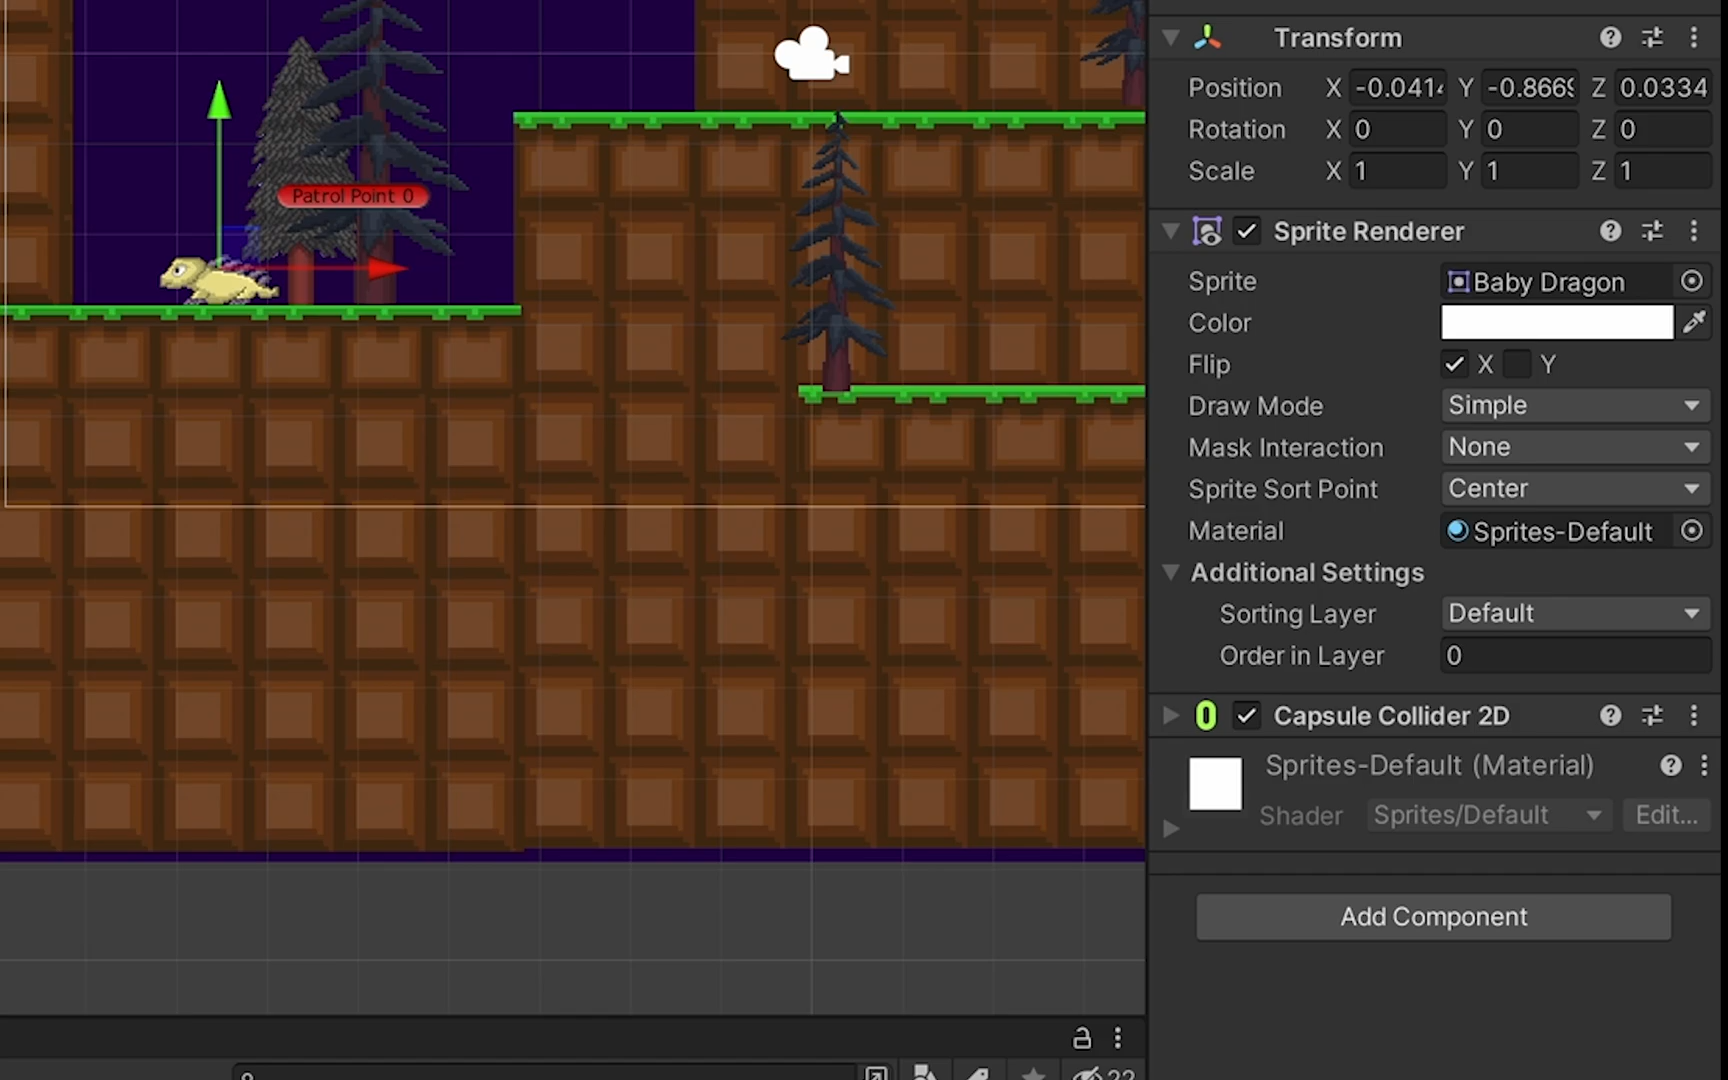 Patrol Point 0
Transform
Position X -0.0414 Y -0.8669 Z 0.0334
Rotation X 0 Y 0 Z 0
Scale X 1 Y 1 Z 1
Sprite Renderer
Sprite Baby Dragon
Color
Flip X Y
Draw Mode Simple
Mask Interaction None
Sprite Sort Point Center
Material Sprites-Default
Additional Settings
Sorting Layer Default
Order in Layer 0
Capsule Collider 2D
Sprites-Default (Material)
Shader Sprites/Default Edit...
Add Component
22